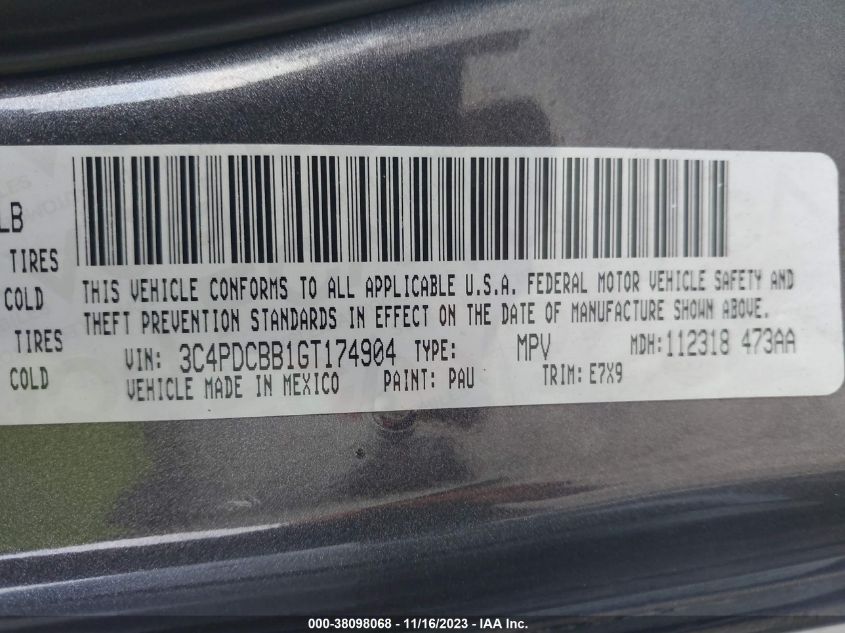 LB
TIRES
COLD
TIRES
COLD
THIS VEHICLE CONFORMS TO ALL APPLICABLE U.S.A. FEDERAL MOTOR VEHICLE SAFETY AND
THEFT PREVENTION STANDARDS IN EFFECT ON THE DATE OF MANUFACTURE SHOWN ABOVE.
VIN: 3C4PDCBB1GT174904 TYPE: MPV MDH: 112318 473AA
VEHICLE MADE IN MEXICO PAINT: PAU TRIM: E7X9
000-38098068 - 11/16/2023 - IAA Inc.